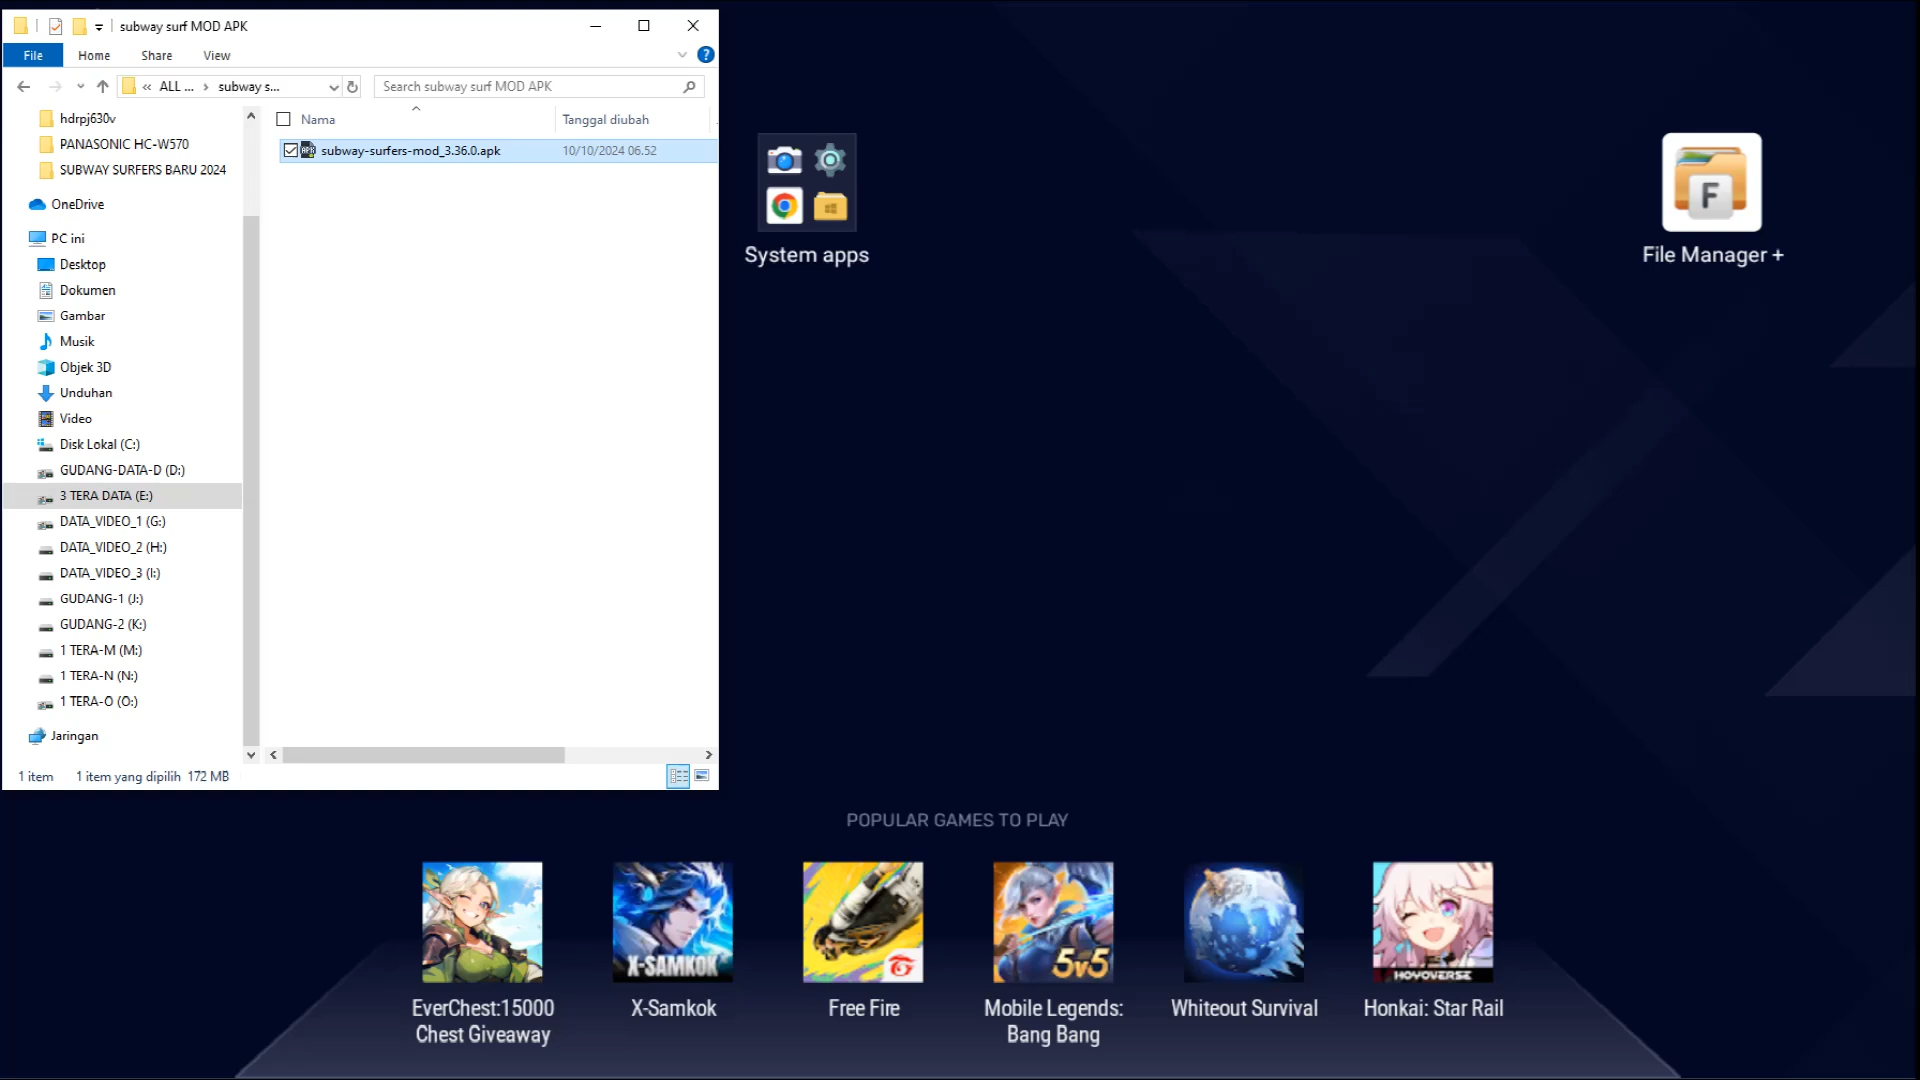 subway surf MOD APK
File
Home
Share
View
?
« ALL ... › subway s...
Search subway surf MOD APK
Nama
Tanggal diubah
subway-surfers-mod_3.36.0.apk
10/10/2024 06.52
hdrpj630v
PANASONIC HC-W570
SUBWAY SURFERS BARU 2024
OneDrive
PC ini
Desktop
Dokumen
Gambar
Musik
Objek 3D
Unduhan
Video
Disk Lokal (C:)
GUDANG-DATA-D (D:)
3 TERA DATA (E:)
DATA_VIDEO_1 (G:)
DATA_VIDEO_2 (H:)
DATA_VIDEO_3 (I:)
GUDANG-1 (J:)
GUDANG-2 (K:)
1 TERA-M (M:)
1 TERA-N (N:)
1 TERA-O (O:)
Jaringan
1 item
1 item yang dipilih 172 MB
System apps
F
File Manager +
POPULAR GAMES TO PLAY
X-SAMKOK
5v5
HOYOVERSE
EverChest:15000
Chest Giveaway
X-Samkok
Free Fire
Mobile Legends:
Bang Bang
Whiteout Survival
Honkai: Star Rail